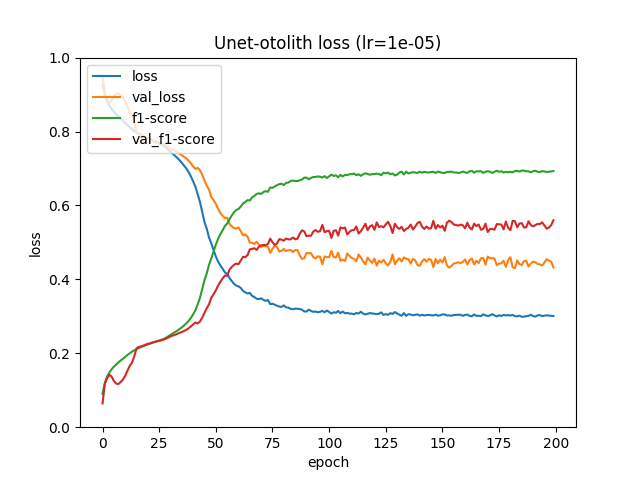 Unet-otolith loss (lr=1e-05)
1.0
0.8
0.6
0.4
0.2
0.0
loss
loss
val_loss
f1-score
val_f1-score
0 25 50 75 100 125 150 175 200
epoch